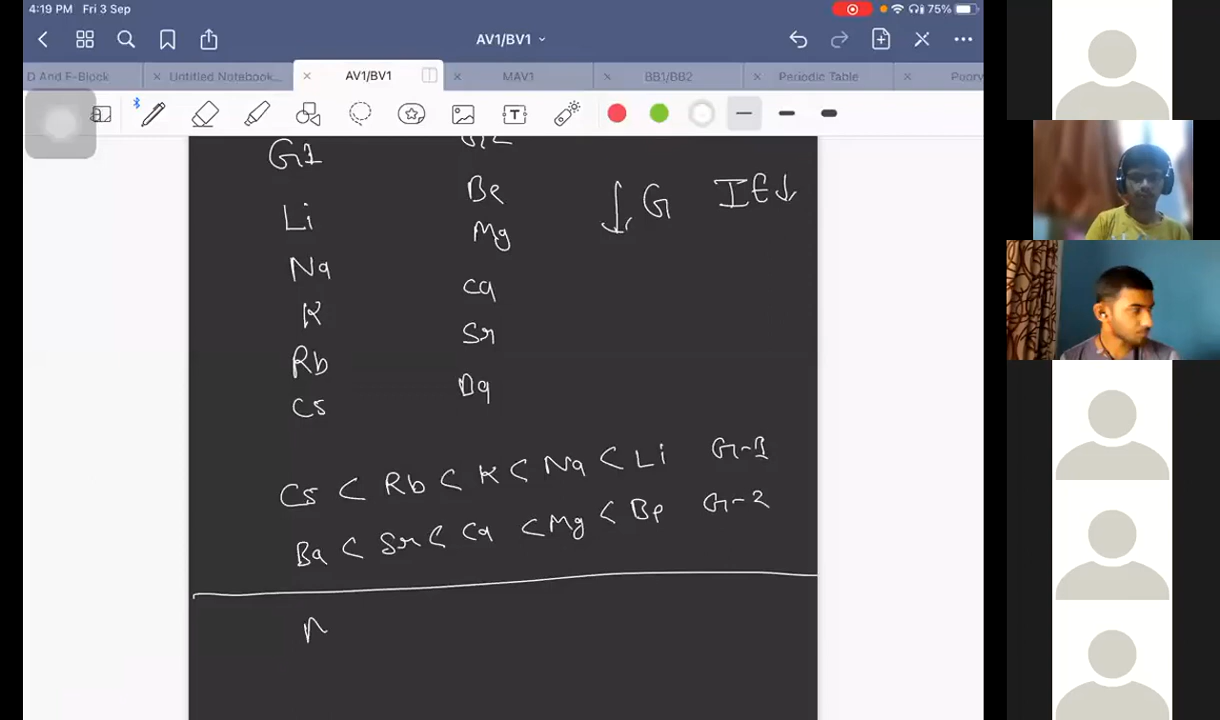 4:19 PM Fri 3 Sep
75%
AV1/BV1
D And F-Block
Untitled Notebook...
AV1/BV1
MAV1
BB1/BB2
Periodic Table
Poorv
G1
Li
Na
K
Rb
Cs
Be
Mg
Ca
Sr
Ba
↓ G IE↓
Cs < Rb < K < Na < Li G-1
Ba < Sr < Ca < Mg < Be G-2